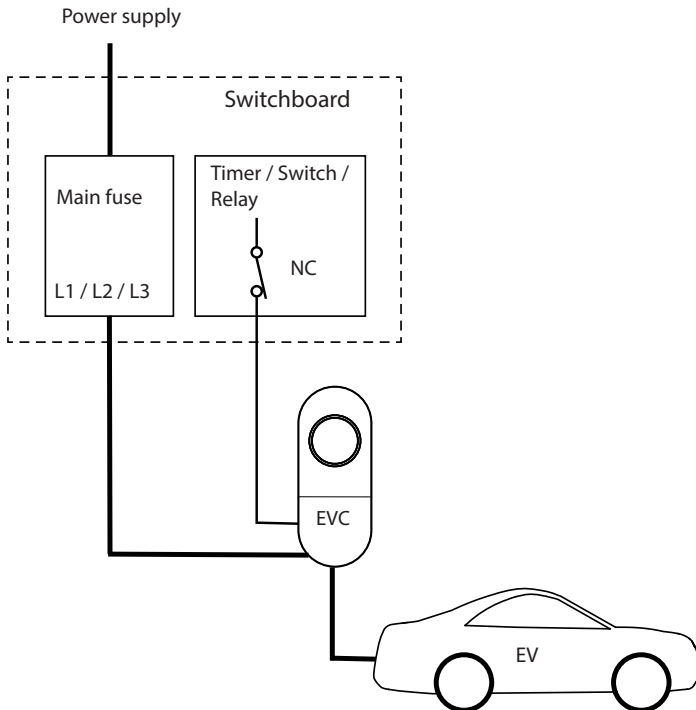 Power supply
Switchboard
Main fuse
L1 / L2 / L3
Timer / Switch /
Relay
NC
EVC
EV